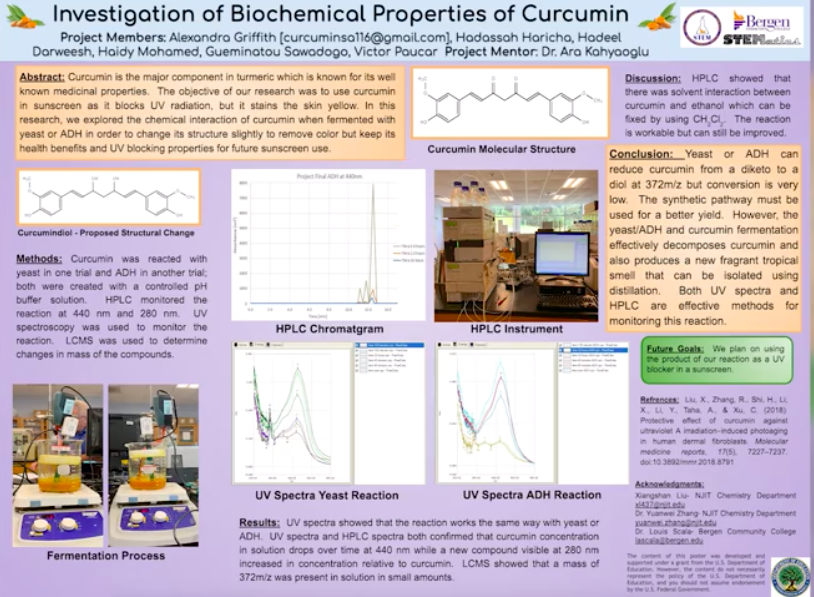 Investigation of Biochemical Properties of Curcumin
Project Members: Alexandra Griffith [curcuminsa116@gmail.com], Hadassah Haricha, Hadeel
Darweesh, Haidy Mohamed, Gueminatou Sawadogo, Victor Paucar Project Mentor: Dr. Ara Kahyaoglu
STEM
Bergen
STEMatics
Abstract: Curcumin is the major component in turmeric which is known for its well
known medicinal properties. The objective of our research was to use curcumin
in sunscreen as it blocks UV radiation, but it stains the skin yellow. In this
research, we explored the chemical interaction of curcumin when fermented with
yeast or ADH in order to change its structure slightly to remove color but keep its
health benefits and UV blocking properties for future sunscreen use.
Curcumin Molecular Structure
Curcumindiol - Proposed Structural Change
Methods: Curcumin was reacted with
yeast in one trial and ADH in another trial;
both were created with a controlled pH
buffer solution. HPLC monitored the
reaction at 440 nm and 280 nm. UV
spectroscopy was used to monitor the
reaction. LCMS was used to determine
changes in mass of the compounds.
Fermentation Process
Project Final ADH at 440nm
HPLC Chromatgram
HPLC Instrument
UV Spectra Yeast Reaction
UV Spectra ADH Reaction
Results: UV spectra showed that the reaction works the same way with yeast or
ADH. UV spectra and HPLC spectra both confirmed that curcumin concentration
in solution drops over time at 440 nm while a new compound visible at 280 nm
increased in concentration relative to curcumin. LCMS showed that a mass of
372m/z was present in solution in small amounts.
Discussion: HPLC showed that
there was solvent interaction between
curcumin and ethanol which can be
fixed by using CH2Cl2. The reaction
is workable but can still be improved.
Conclusion: Yeast or ADH can
reduce curcumin from a diketo to a
diol at 372m/z but conversion is very
low. The synthetic pathway must be
used for a better yield. However, the
yeast/ADH and curcumin fermentation
effectively decomposes curcumin and
also produces a new fragrant tropical
smell that can be isolated using
distillation. Both UV spectra and
HPLC are effective methods for
monitoring this reaction.
Future Goals: We plan on using
the product of our reaction as a UV
blocker in a sunscreen.
Refrences: Liu, X., Zhang, R., Shi, H., Li,
X., Li, Y., Taha, A., & Xu, C. (2018).
Protective effect of curcumin against
ultraviolet A irradiation-induced photoaging
in human dermal fibroblasts. Molecular
medicine reports, 17(5), 7227–7237.
doi:10.3892/mmr.2018.8791
Acknowledgments:
Xiangshan Liu- NJIT Chemistry Department
xl437@njit.edu
Dr. Yuanwei Zhang- NJIT Chemistry Department
yuanwei.zhang@njit.edu
Dr. Louis Scala- Bergen Community College
lascala@bergen.edu
The content of this poster was developed and
supported under a grant from the U.S. Department of
Education. However, the content do not necessarily
represent the policy of the U.S. Department of
Education, and you should not assume endorsement
by the U.S. Federal Government.